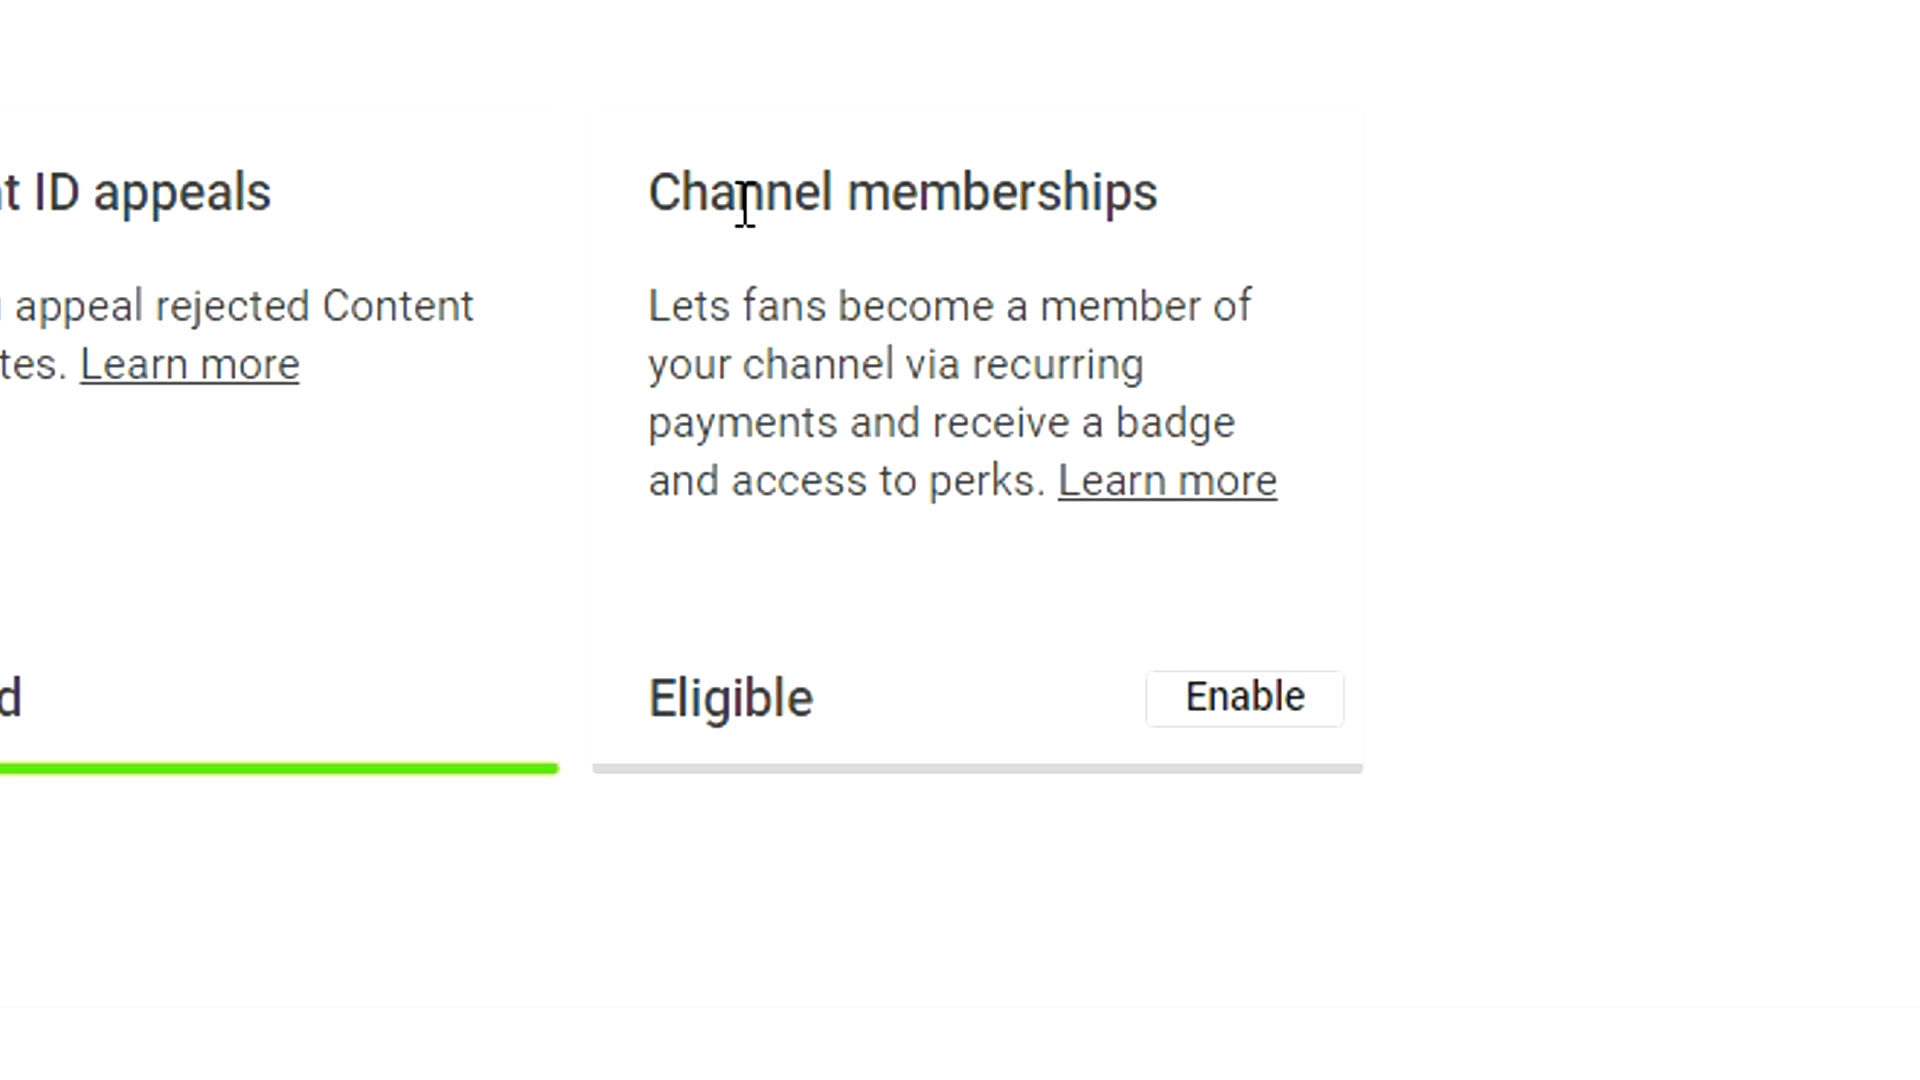 t ID appeals
appeal rejected Content
tes. Learn more
d
Channel memberships
Lets fans become a member of
your channel via recurring
payments and receive a badge
and access to perks. Learn more
Eligible
Enable